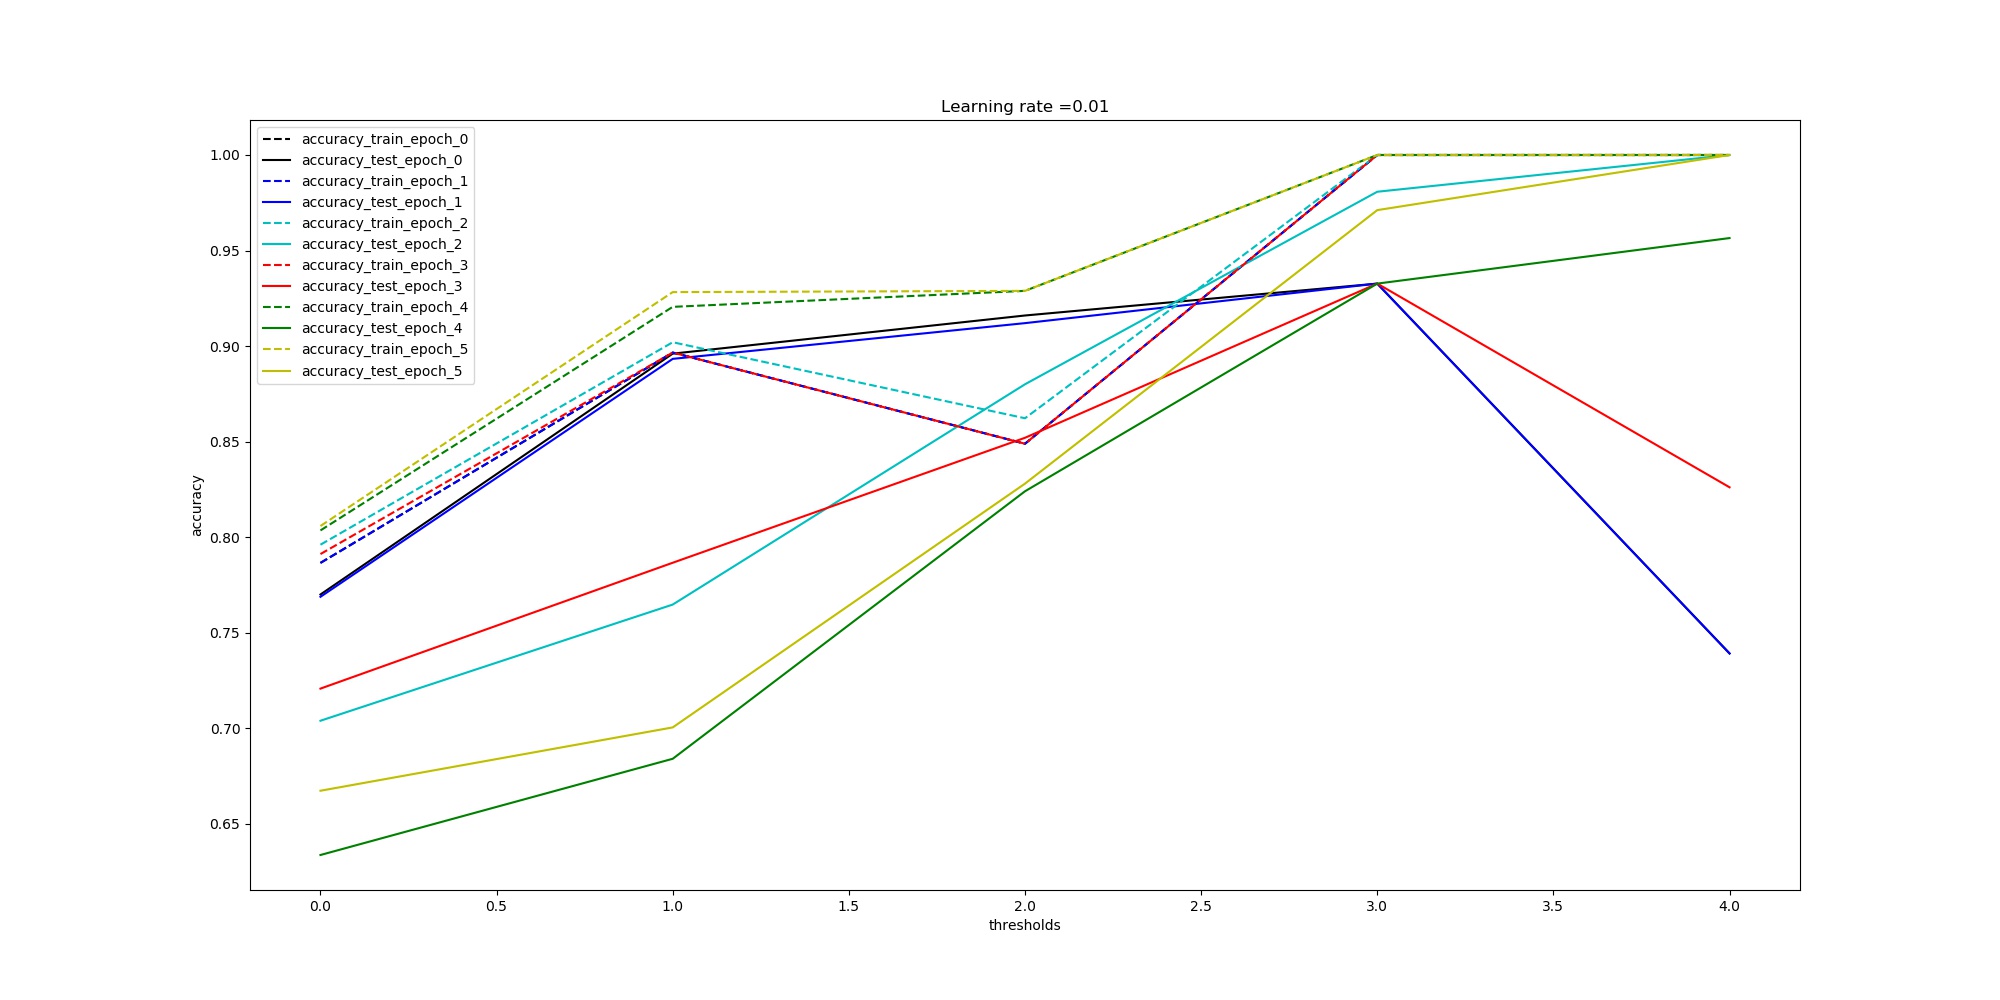 Learning rate =0.01
accuracy_train_epoch_0
accuracy_test_epoch_0
accuracy_train_epoch_1
accuracy_test_epoch_1
accuracy_train_epoch_2
accuracy_test_epoch_2
accuracy_train_epoch_3
accuracy_test_epoch_3
accuracy_train_epoch_4
accuracy_test_epoch_4
accuracy_train_epoch_5
accuracy_test_epoch_5
1.00
0.95
0.90
0.85
0.80
0.75
0.70
0.65
accuracy
0.0 0.5 1.0 1.5 2.0 2.5 3.0 3.5 4.0
thresholds